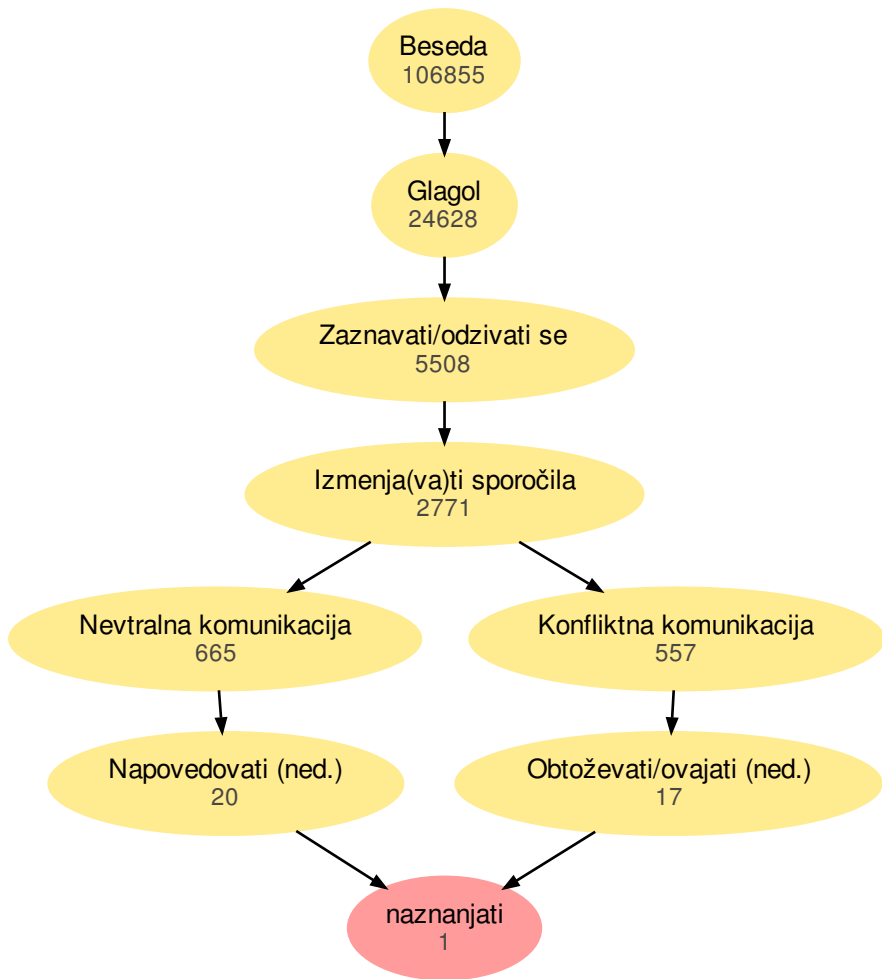 Beseda
106855
Glagol
24628
Zaznavati/odzivati se
5508
Izmenja(va)ti sporočila
2771
Nevtralna komunikacija
665
Konfliktna komunikacija
557
Napovedovati (ned.)
20
Obtoževati/ovajati (ned.)
17
naznanjati
1